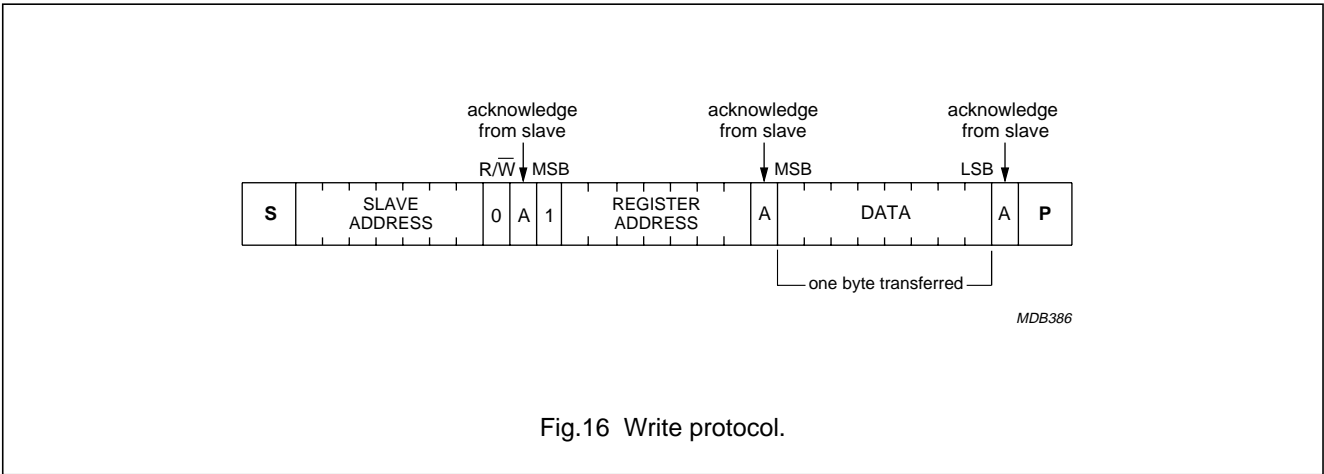 acknowledge
from slave
acknowledge
from slave
acknowledge
from slave
R/W̅ MSB
MSB
LSB
S
SLAVE
ADDRESS
0
A
1
REGISTER
ADDRESS
A
DATA
A
P
one byte transferred
MDB386
Fig.16 Write protocol.